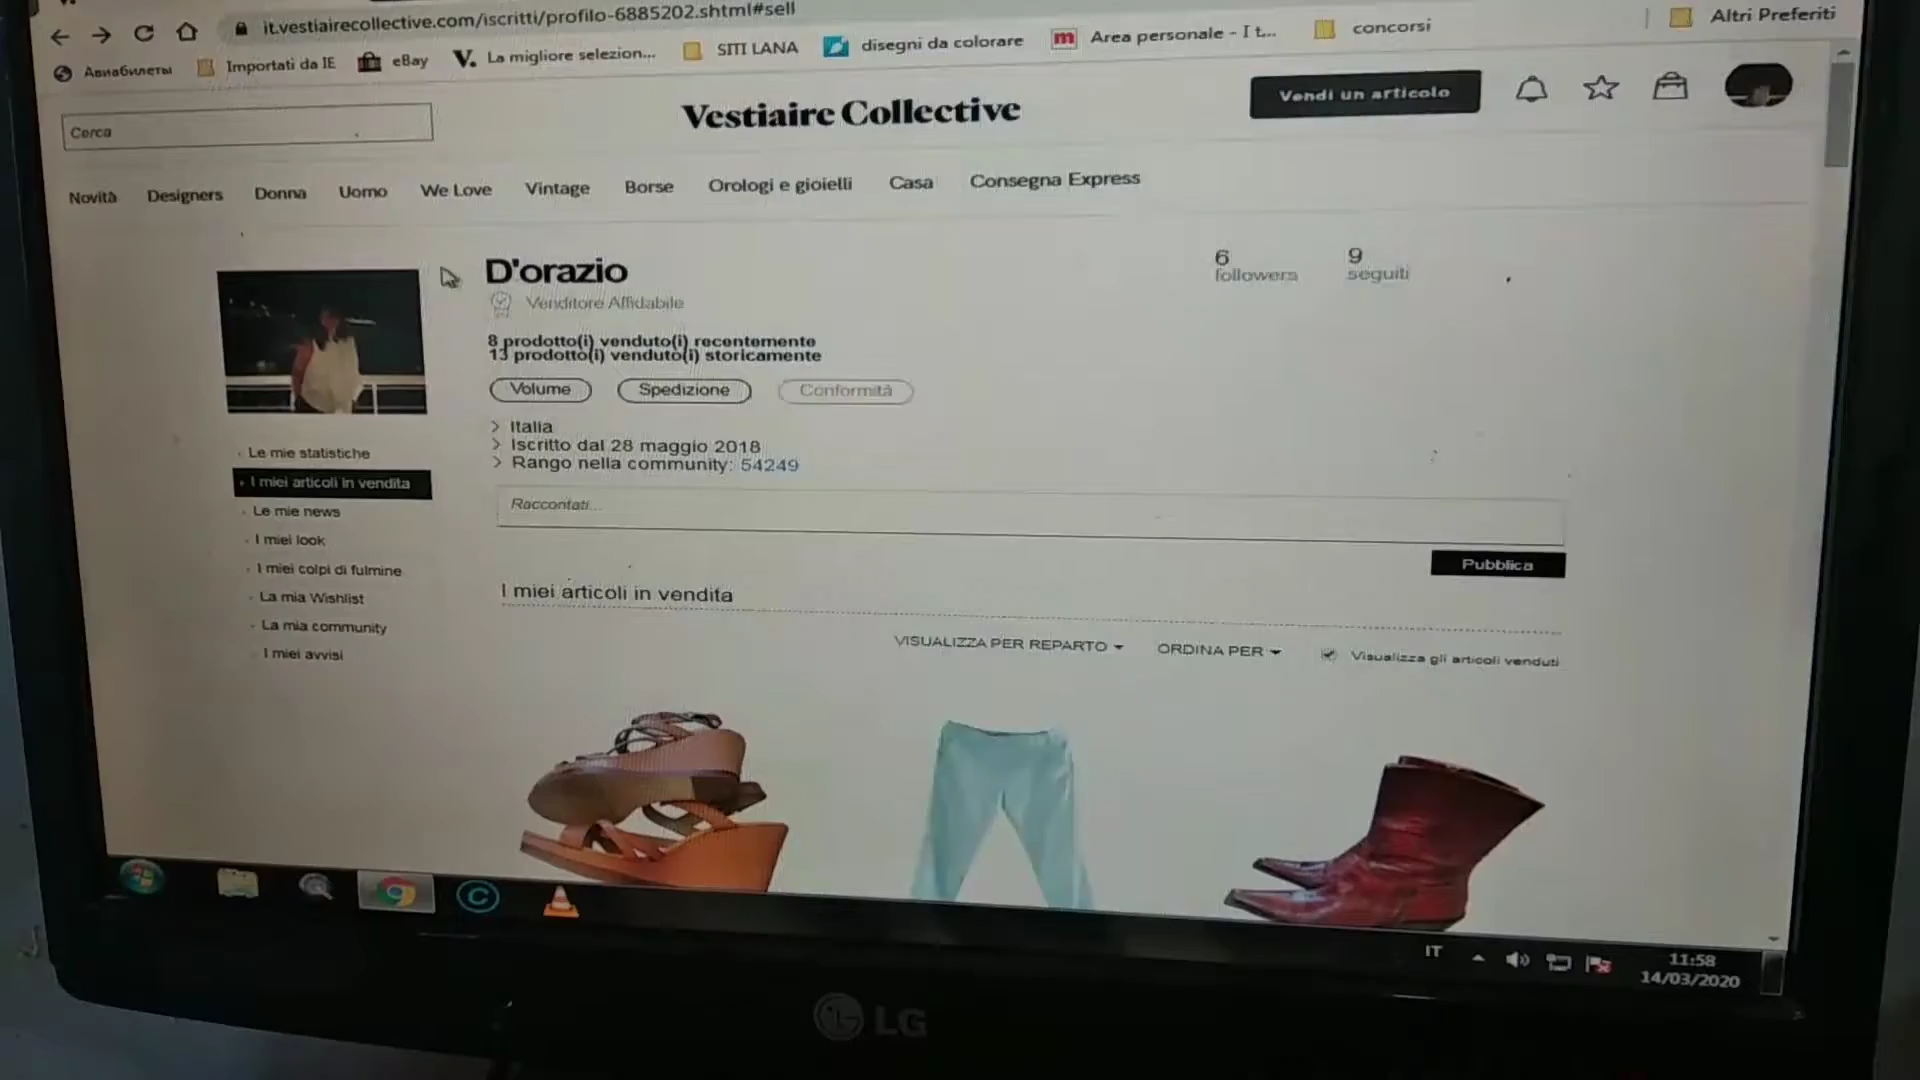 it.vestiairecollective.com/iscritti/profilo-6885202.shtml#sell
Авиабилеты Importati da IE eBay V. La migliore selezion... SITI LANA disegni da colorare m Area personale - I t... concorsi Altri Preferiti
Cerca
Vestiaire Collective
Vendi un articolo
Novità Designers Donna Uomo We Love Vintage Borse Orologi e gioielli Casa Consegna Express
D'orazio
Venditore Affidabile
6 followers
9 seguiti
8 prodotto(i) venduto(i) recentemente
13 prodotto(i) venduto(i) storicamente
Volume Spedizione Conformità
> Italia
> Iscritto dal 28 maggio 2018
> Rango nella community: 54249
Raccontati...
Pubblica
Le mie statistiche
I miei articoli in vendita
Le mie news
I miei look
I miei colpi di fulmine
La mia Wishlist
La mia community
I miei avvisi
I miei articoli in vendita
VISUALIZZA PER REPARTO ORDINA PER Visualizza gli articoli venduti
IT
11:58
14/03/2020
LG